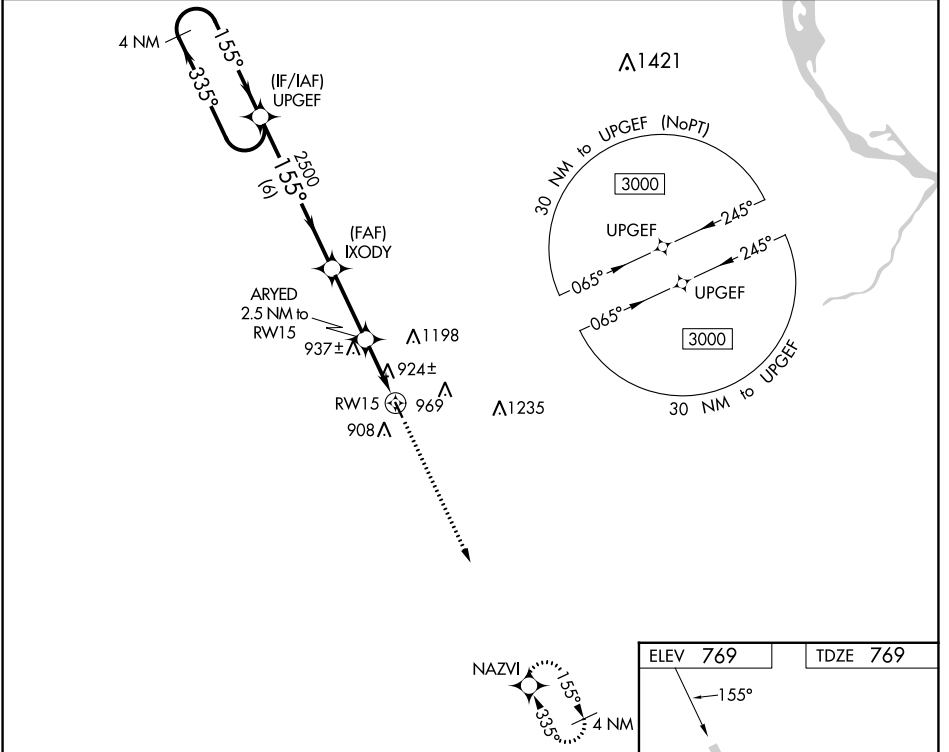 4 NM
155°
335°
(IF/IAF)
UPGEF
2500
155°
(6)
(FAF)
IXODY
ARYED
2.5 NM to
RW15
937±
1198
924±
RW15
969
908
1235
1421
30 NM to UPGEF (NoPT)
3000
UPGEF
245°
065°
245°
UPGEF
065°
3000
30 NM to UPGEF
NAZVI
155°
335°
4 NM
ELEV 769
TDZE 769
155°